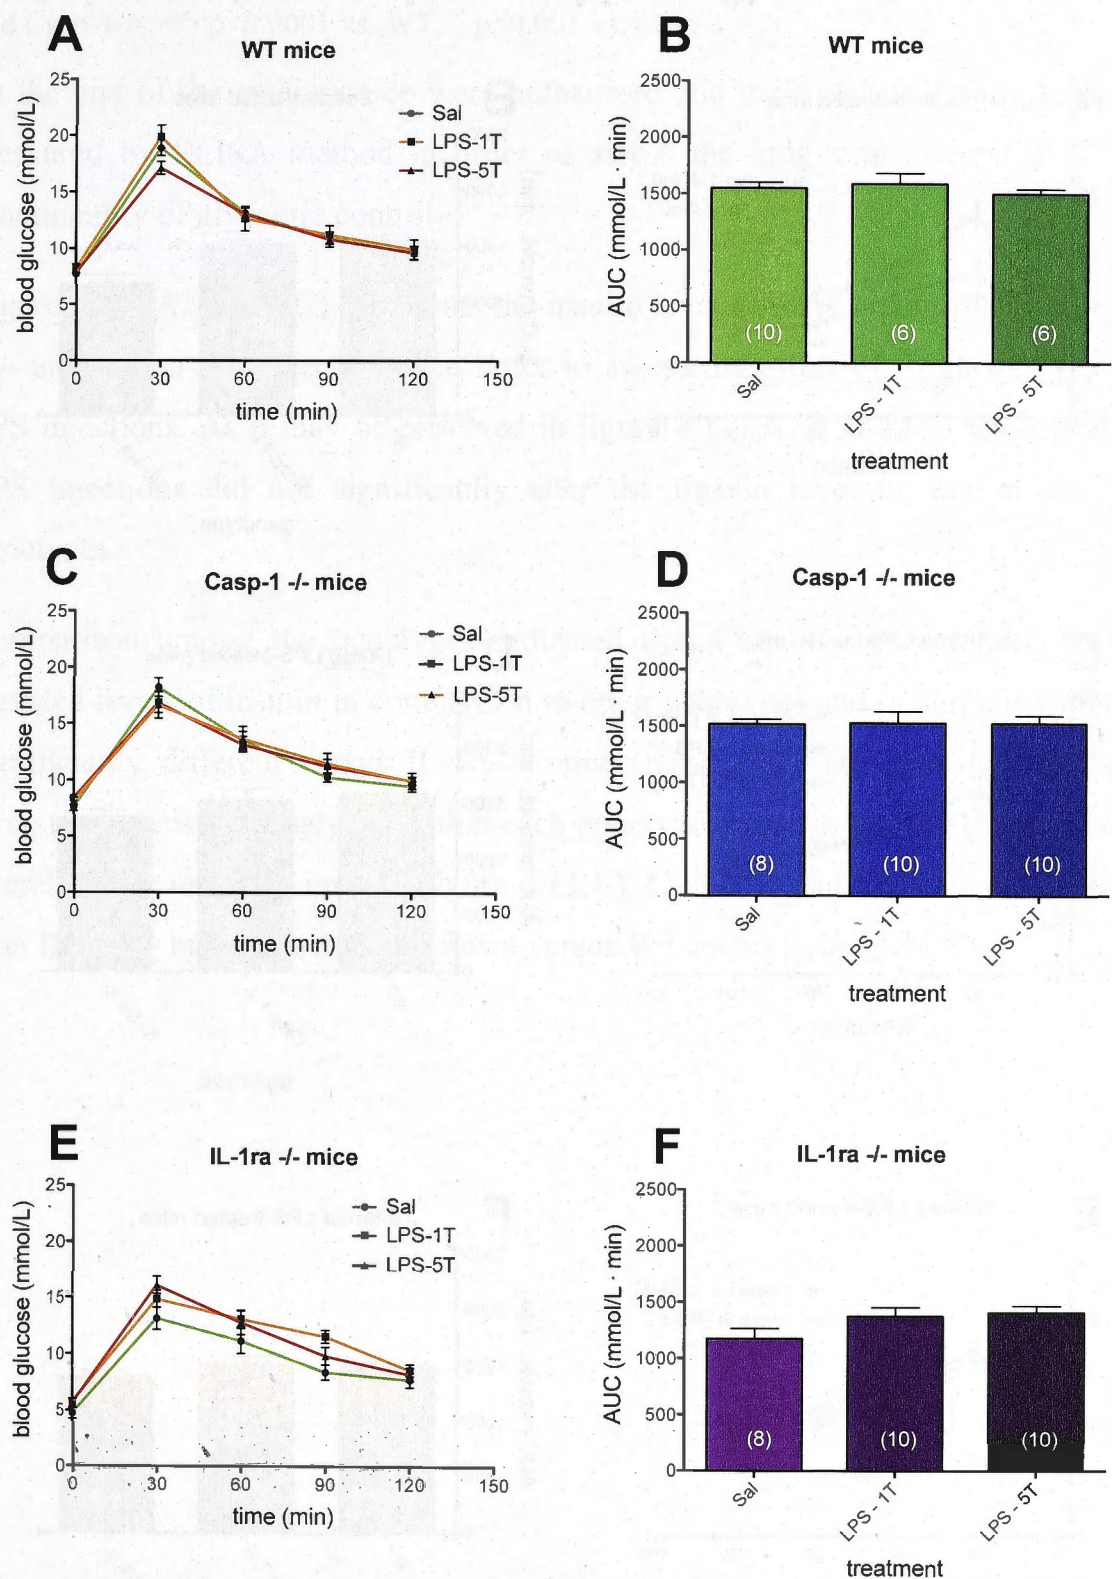 A
WT mice
25
20
15
10
5
0
blood glucose (mmol/L)
0 30 60 90 120 150
time (min)
Sal
LPS-1T
LPS-5T
B
WT mice
2500
2000
1500
1000
500
0
AUC (mmol/L · min)
(10) (6) (6)
Sal LPS - 1T LPS - 5T
treatment
C
Casp-1 -/- mice
25
20
15
10
5
0
blood glucose (mmol/L)
0 30 60 90 120 150
time (min)
Sal
LPS-1T
LPS-5T
D
Casp-1 -/- mice
2500
2000
1500
1000
500
0
AUC (mmol/L · min)
(8) (10) (10)
Sal LPS - 1T LPS - 5T
treatment
E
IL-1ra -/- mice
25
20
15
10
5
0
blood glucose (mmol/L)
0 30 60 90 120 150
time (min)
Sal
LPS-1T
LPS-5T
F
IL-1ra -/- mice
2500
2000
1500
1000
500
0
AUC (mmol/L · min)
(8) (10) (10)
Sal LPS - 1T LPS - 5T
treatment